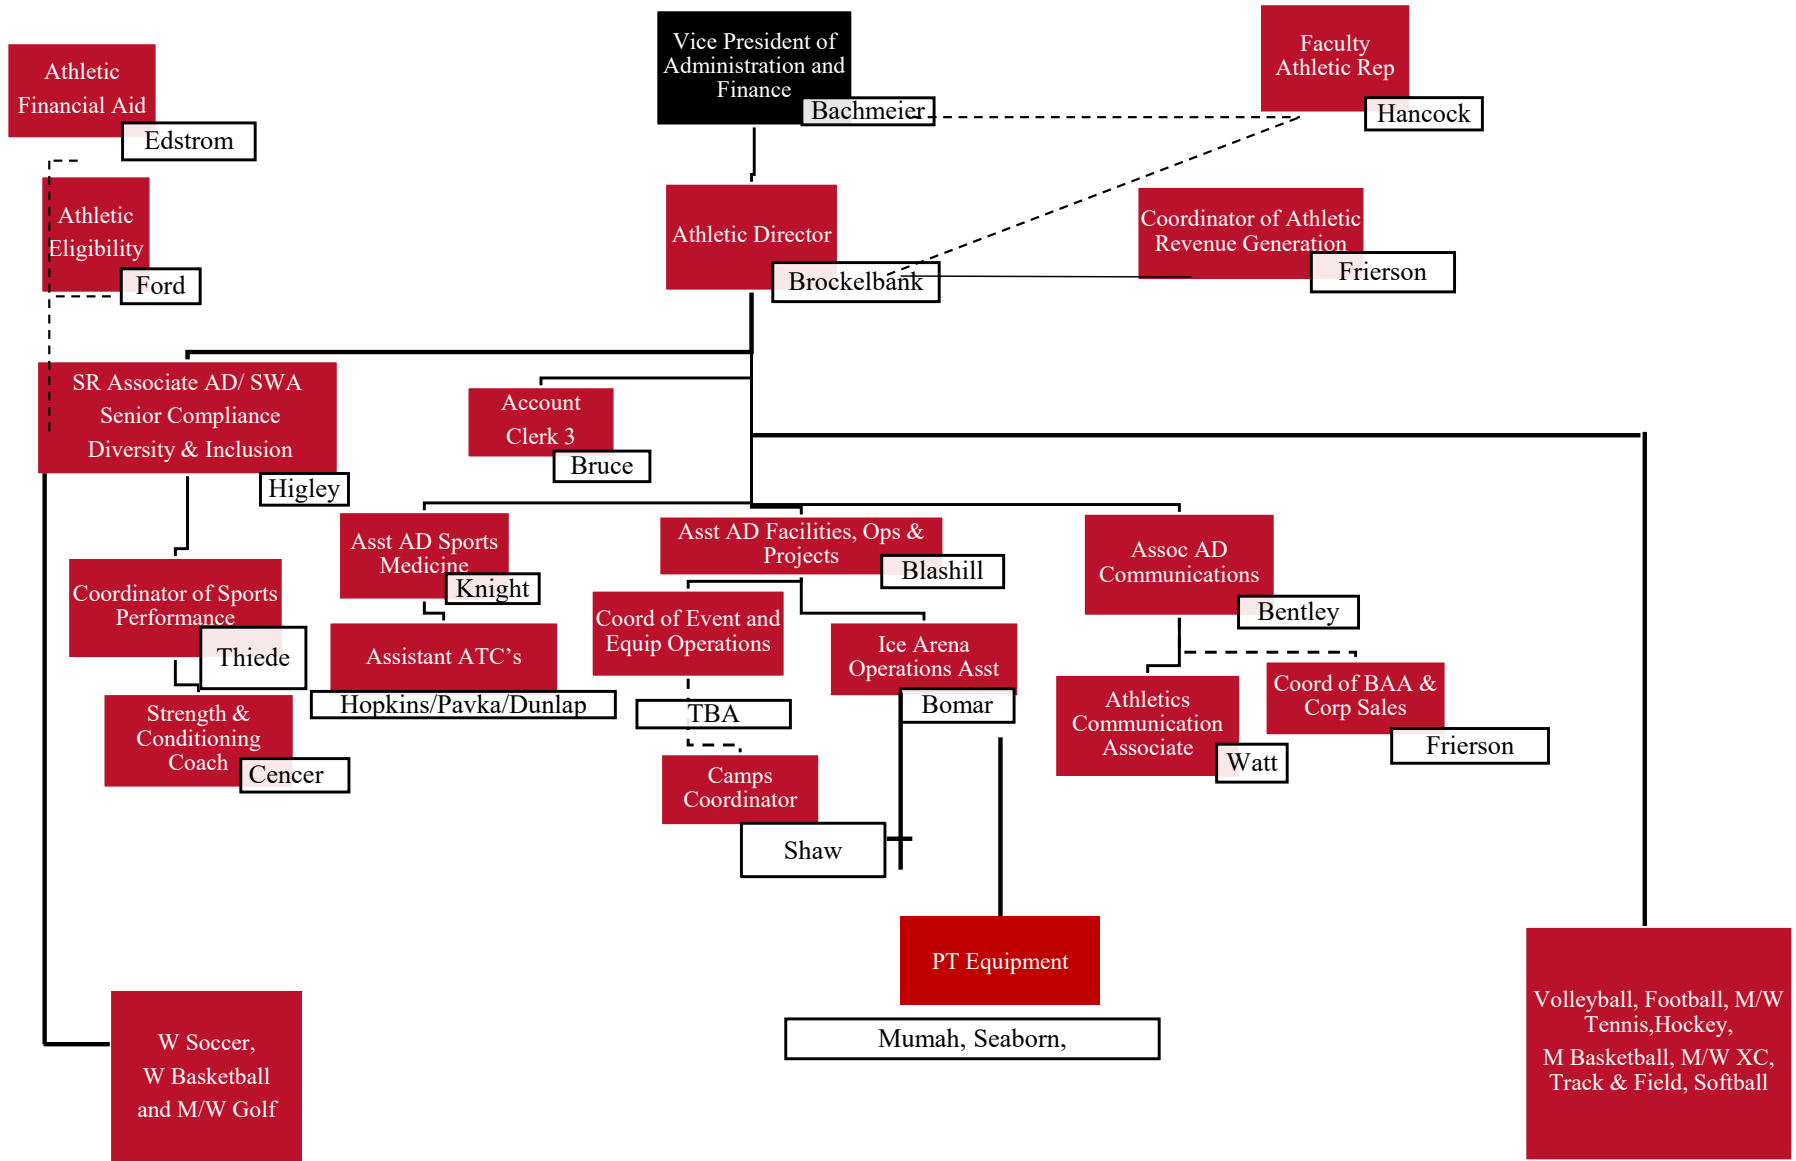 Vice President of
Administration and
Finance
Bachmeier
Faculty
Athletic Rep
Hancock
Athletic
Financial Aid
Edstrom
Athletic
Eligibility
Ford
Athletic Director
Brockelbank
Coordinator of Athletic
Revenue Generation
Frierson
SR Associate AD/ SWA
Senior Compliance
Diversity & Inclusion
Higley
Account
Clerk 3
Bruce
Asst AD Sports
Medicine
Knight
Asst AD Facilities, Ops &
Projects
Blashill
Assoc AD
Communications
Bentley
Coordinator of Sports
Performance
Thiede
Assistant ATC’s
Hopkins/Pavka/Dunlap
Coord of Event and
Equip Operations
TBA
Ice Arena
Operations Asst
Bomar
Athletics
Communication
Associate
Watt
Coord of BAA &
Corp Sales
Frierson
Strength &
Conditioning
Coach
Cencer
Camps
Coordinator
Shaw
PT Equipment
Mumah, Seaborn,
W Soccer,
W Basketball
and M/W Golf
Volleyball, Football, M/W
Tennis,Hockey,
M Basketball, M/W XC,
Track & Field, Softball